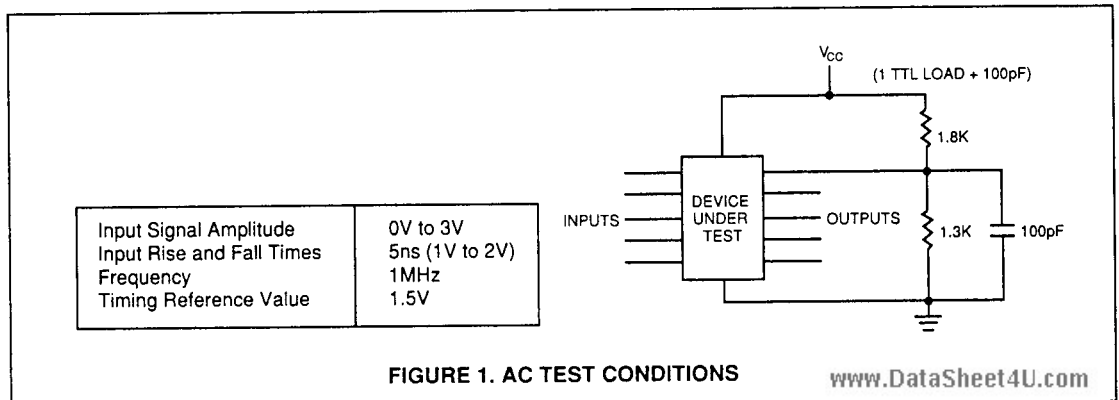 V_CC
(1 TTL LOAD + 100pF)
1.8K
INPUTS
DEVICE
UNDER
TEST
OUTPUTS
1.3K
100pF
Input Signal Amplitude 0V to 3V
Input Rise and Fall Times 5ns (1V to 2V)
Frequency 1MHz
Timing Reference Value 1.5V
FIGURE 1. AC TEST CONDITIONS
www.DataSheet4U.com